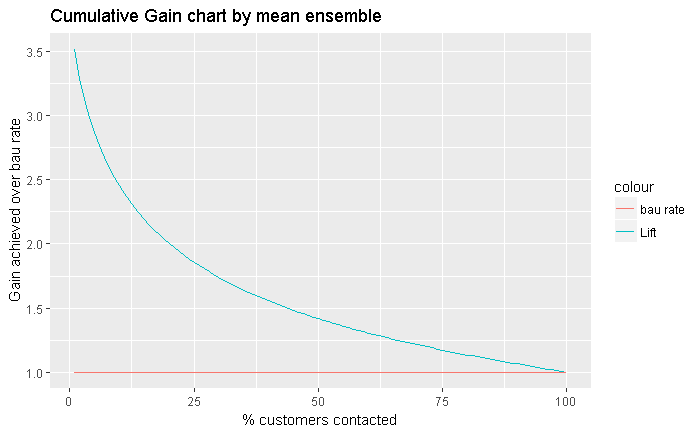 Cumulative Gain chart by mean ensemble
Gain achieved over bau rate
3.5
3.0
2.5
2.0
1.5
1.0
0
25
50
75
100
% customers contacted
colour
bau rate
Lift